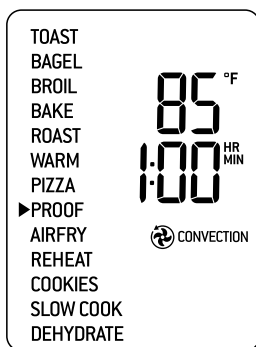 TOAST
BAGEL
BROIL
BAKE
ROAST
WARM
PIZZA
▶PROOF
AIRFRY
REHEAT
COOKIES
SLOW COOK
DEHYDRATE
85 °F
1:00 HR MIN
CONVECTION